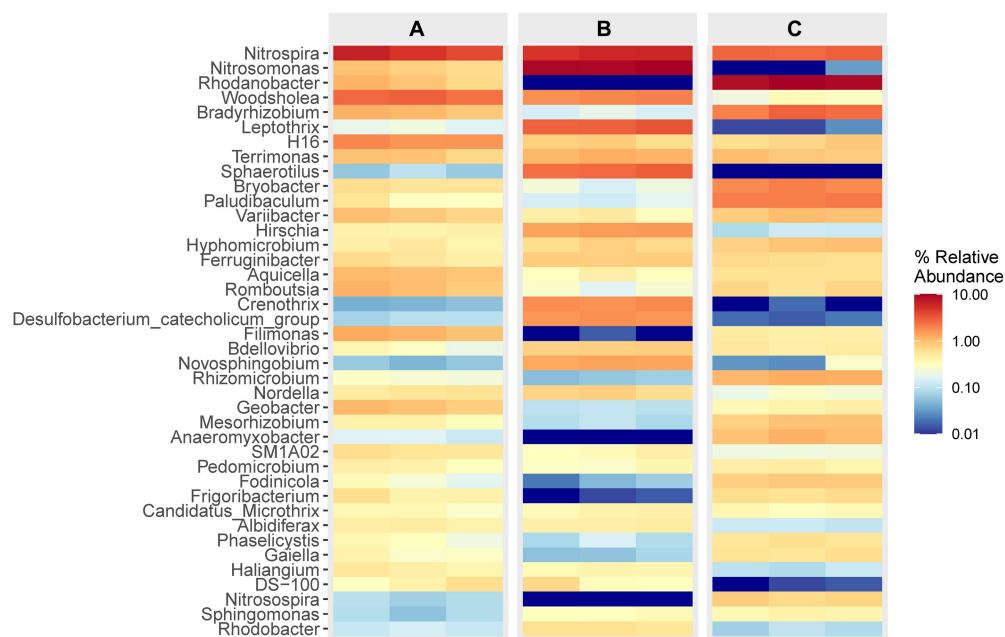 A B C
Nitrospira
Nitrosomonas
Rhodanobacter
Woodsholea
Bradyrhizobium
Leptothrix
H16
Terrimonas
Sphaerotilus
Bryobacter
Paludibaculum
Variibacter
Hirschia
Hyphomicrobium
Ferruginibacter
Aquicella
Romboutsia
Crenothrix
Desulfobacterium_catecholicum_group
Filimonas
Bdellovibrio
Novosphingobium
Rhizomicrobium
Nordella
Geobacter
Mesorhizobium
Anaeromyxobacter
SM1A02
Pedomicrobium
Fodinicola
Frigoribacterium
Candidatus_Microthrix
Albidiferax
Phaselicystis
Gaiella
Haliangium
DS−100
Nitrosospira
Sphingomonas
Rhodobacter
% Relative
Abundance
10.00
1.00
0.10
0.01